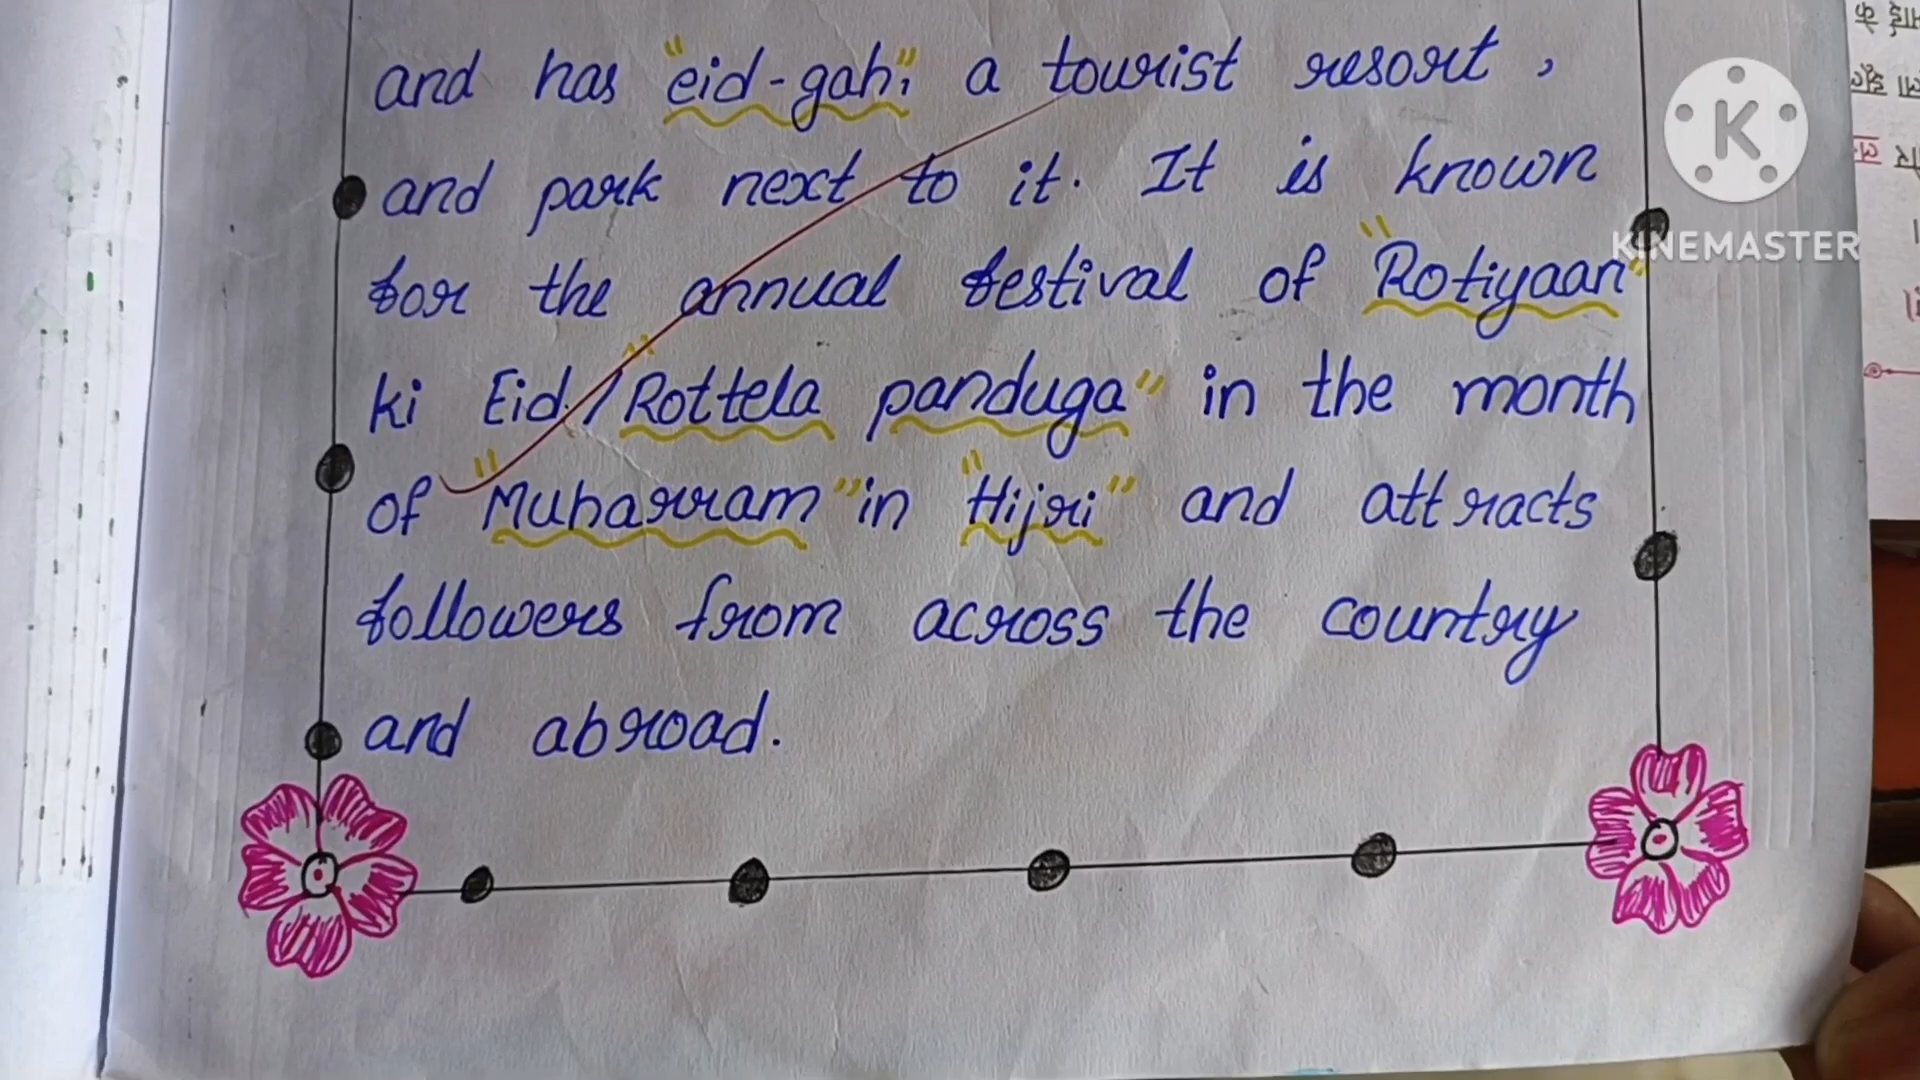 and has "eid-gah", a tourist resort,
and park next to it. It is known
for the annual festival of "Rotiyaan"
ki Eid/"Rottela panduga" in the month
of "Muharram" in "Hijri" and attracts
followers from across the country
and abroad.
KINEMASTER